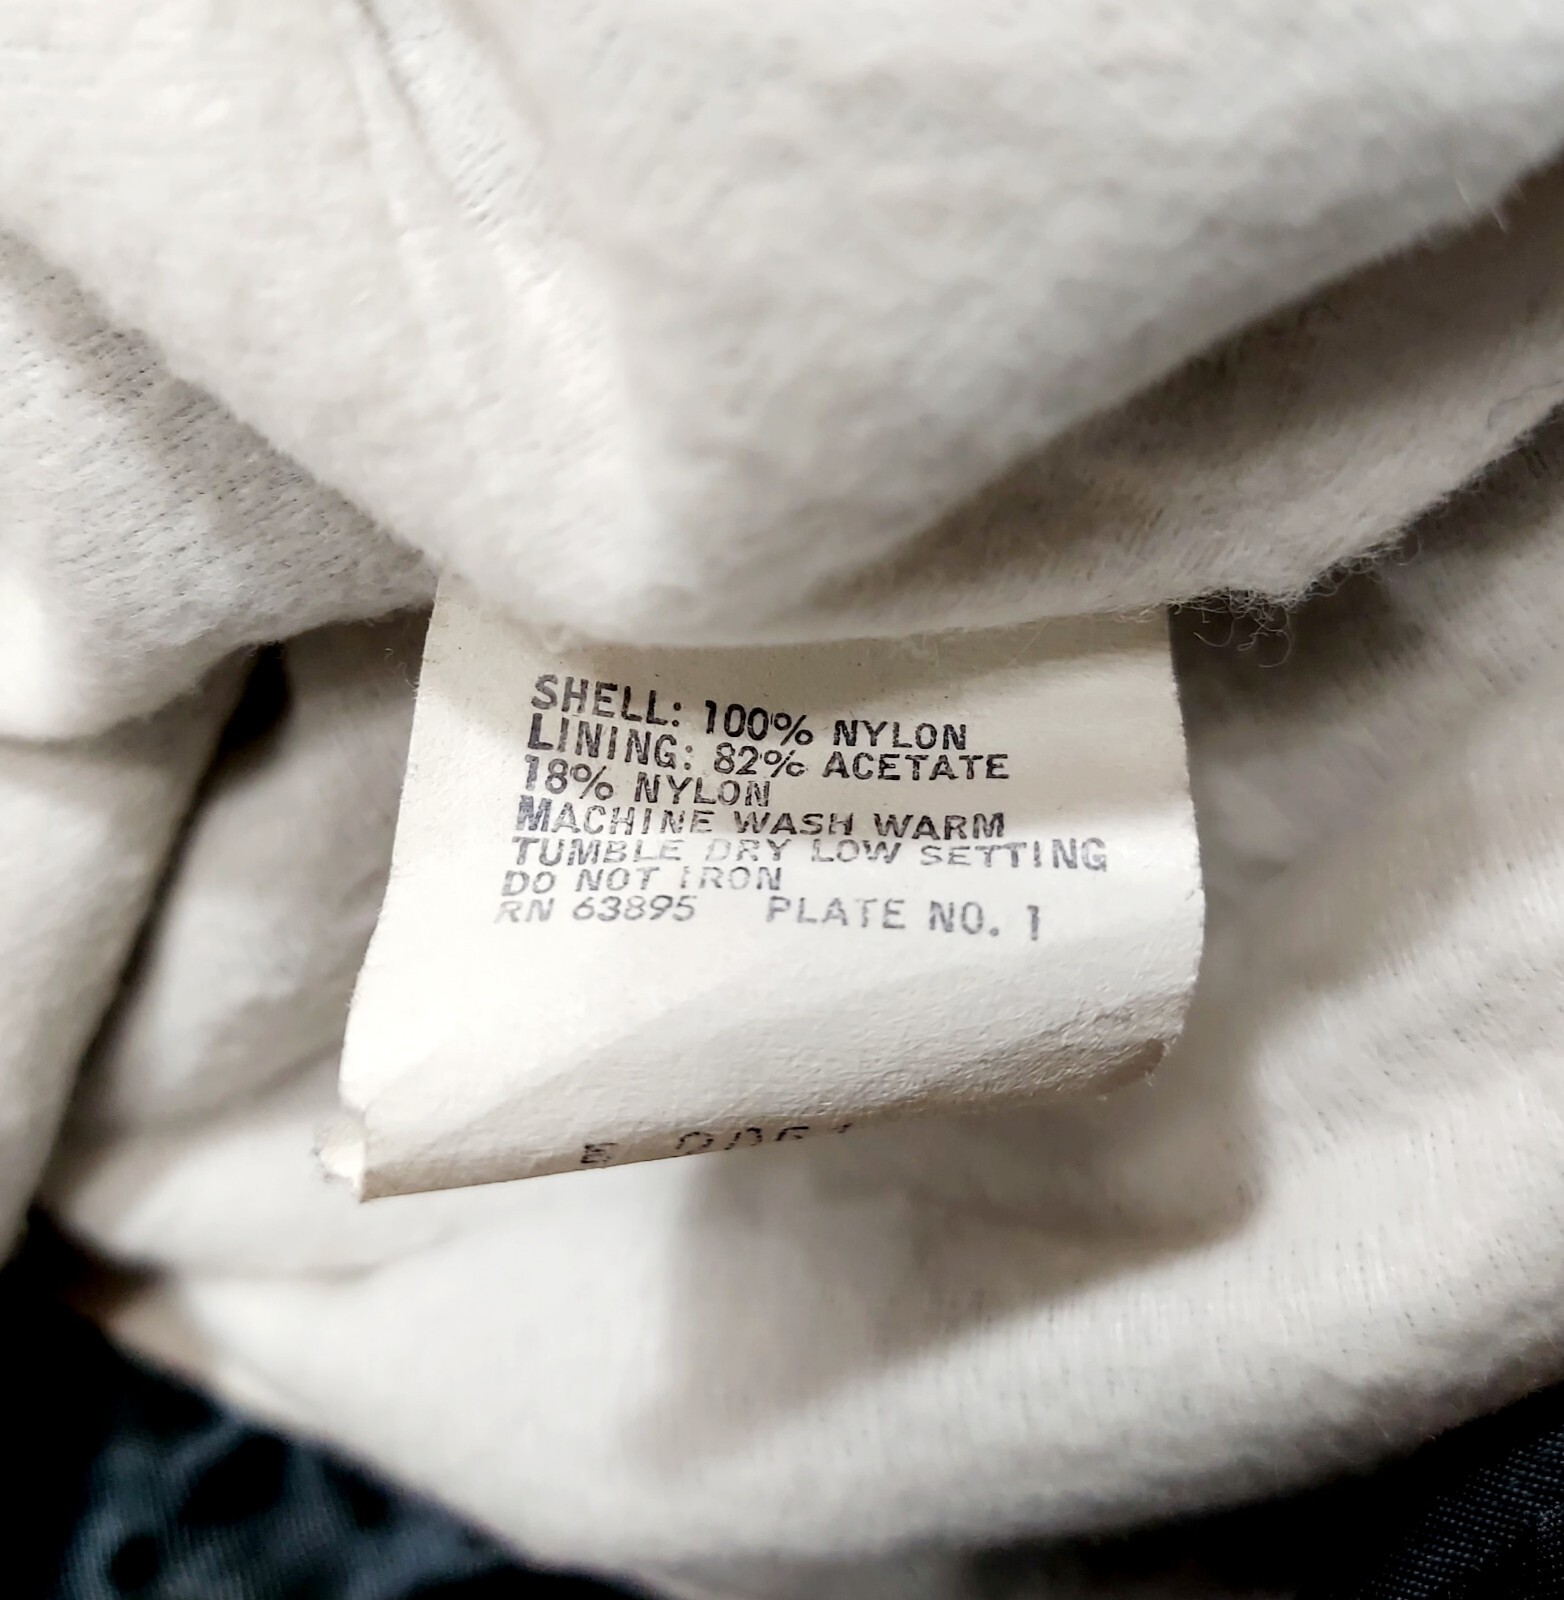 SHELL: 100% NYLON
LINING: 82% ACETATE
18% NYLON
MACHINE WASH WARM
TUMBLE DRY LOW SETTING
DO NOT IRON
RN 63895 PLATE NO. 1